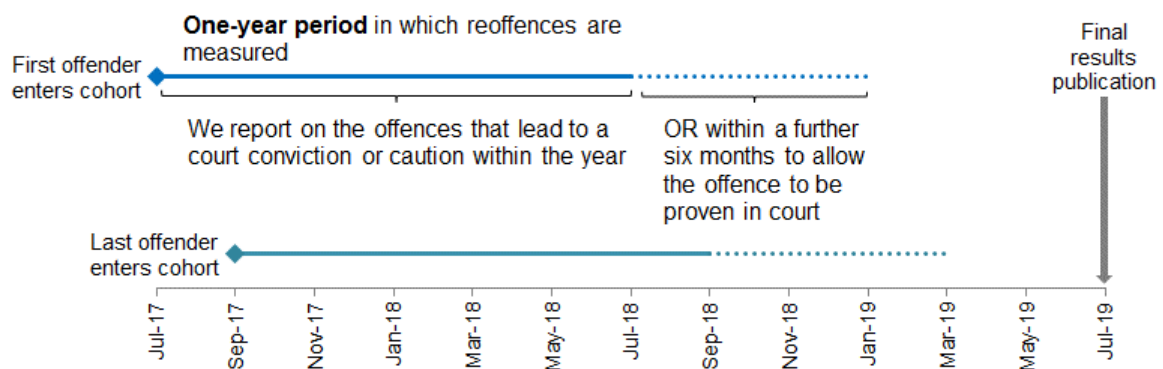 One-year period in which reoffences are
measured
First offender
enters cohort
Final
results
publication
We report on the offences that lead to a
court conviction or caution within the year
OR within a further
six months to allow
the offence to be
proven in court
Last offender
enters cohort
Jul-17
Sep-17
Nov-17
Jan-18
Mar-18
May-18
Jul-18
Sep-18
Nov-18
Jan-19
Mar-19
May-19
Jul-19